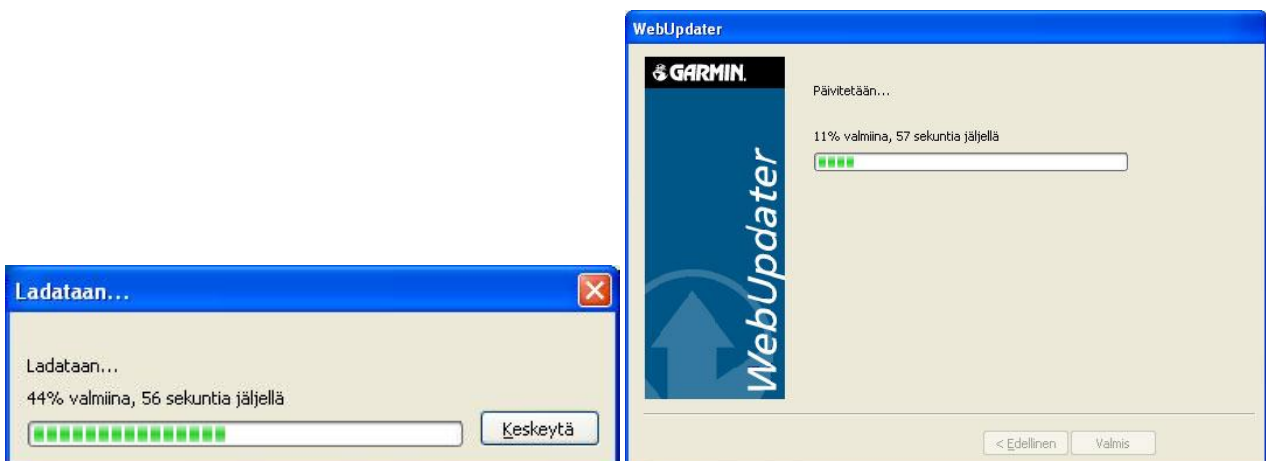 Ladataan...
Ladataan...
44% valmiina, 56 sekuntia jäljellä
Keskeytä
WebUpdater
GARMIN.
WebUpdater
Päivitetään...
11% valmiina, 57 sekuntia jäljellä
< Edellinen
Valmis